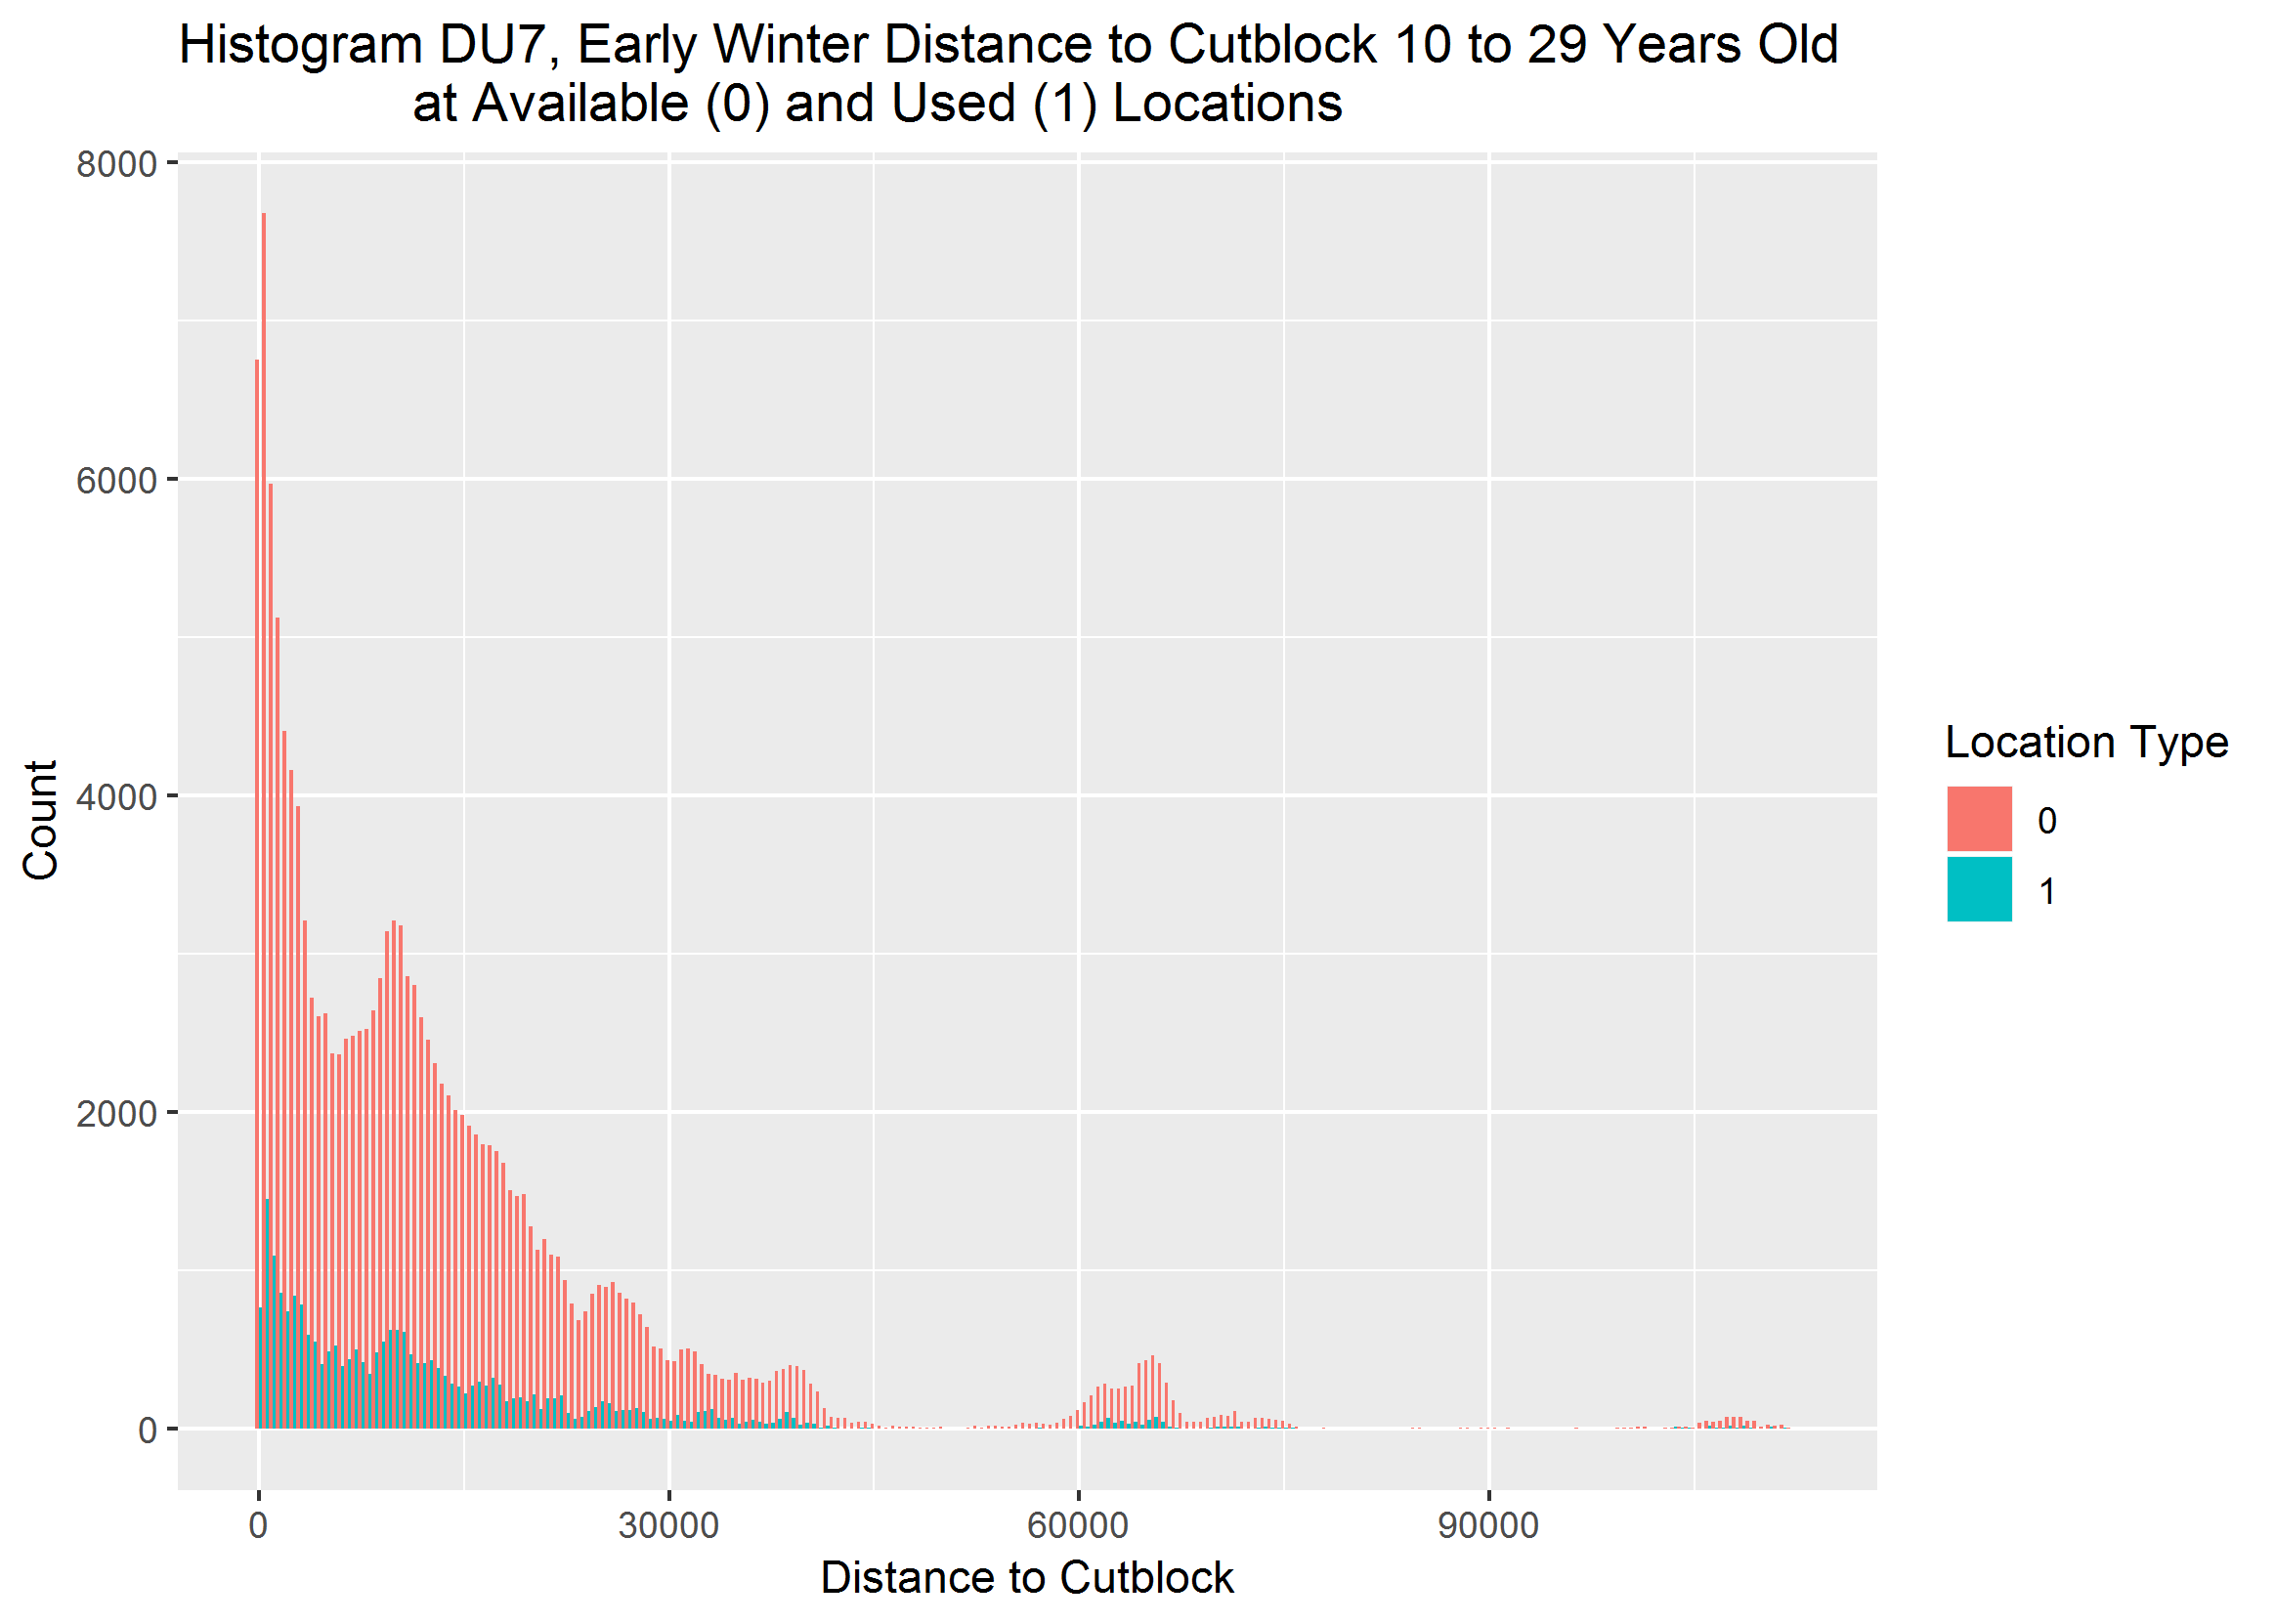 Histogram DU7, Early Winter Distance to Cutblock 10 to 29 Years Old
at Available (0) and Used (1) Locations
8000
6000
4000
2000
0
Count
0
30000
60000
90000
Distance to Cutblock
Location Type
0
1